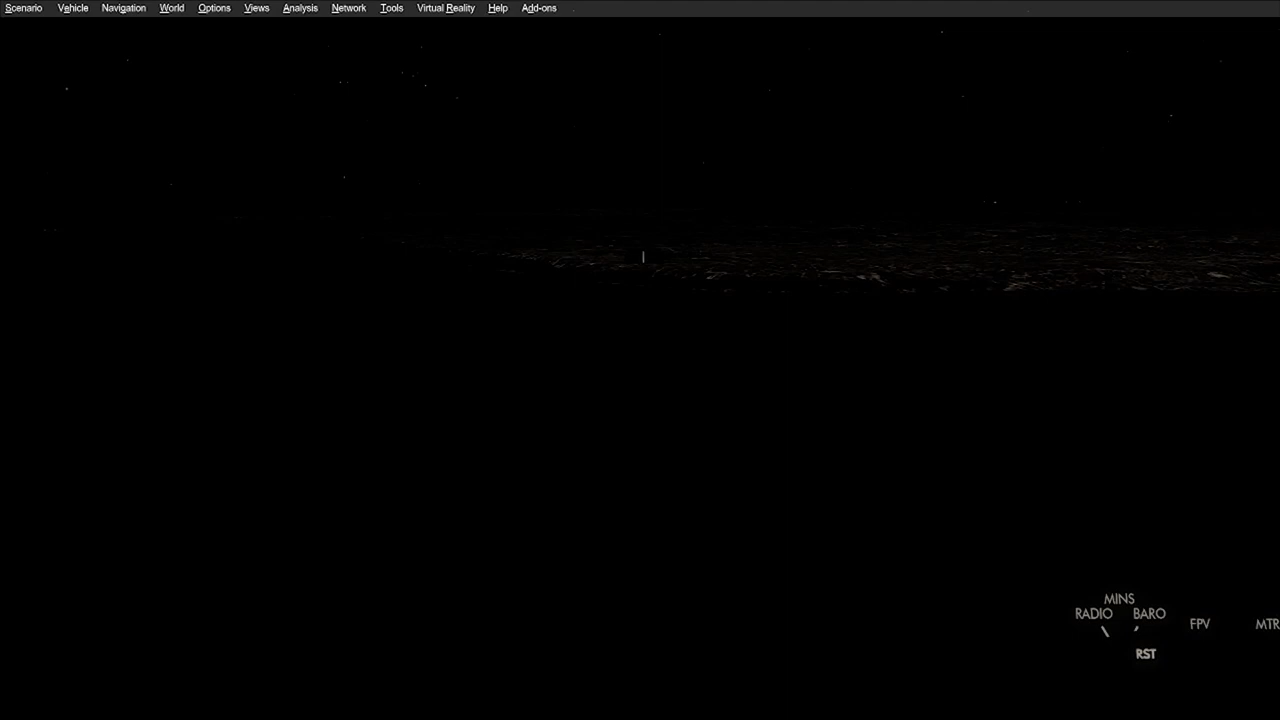 Scenario Vehicle Navigation World Options Views Analysis Network Tools Virtual Reality Help Add-ons
MINS
RADIO BARO
FPV MTR
RST